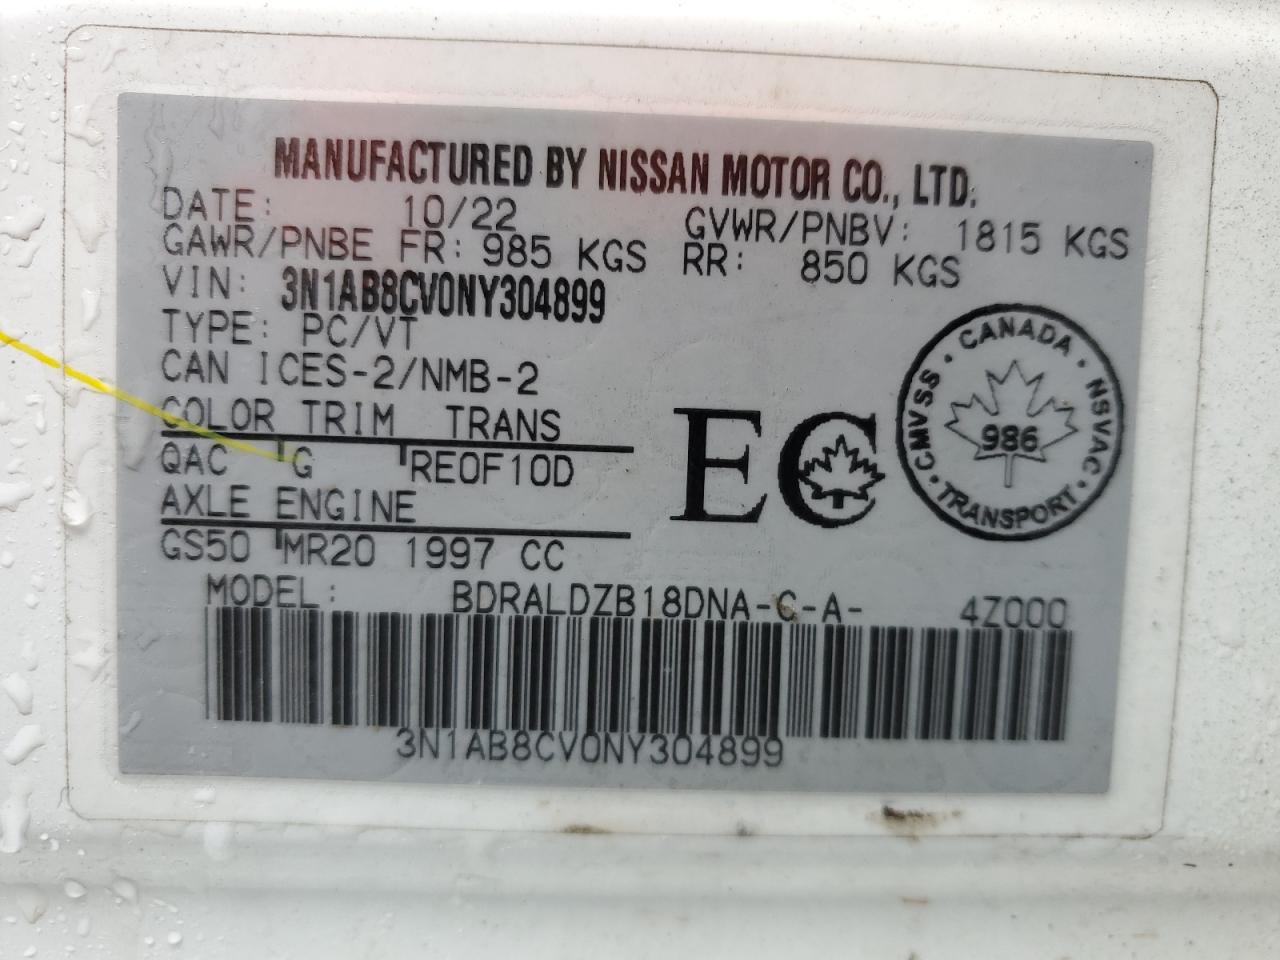 MANUFACTURED BY NISSAN MOTOR CO., LTD.
DATE: 10/22 GVWR/PNBV: 1815 KGS
GAWR/PNBE FR: 985 KGS RR: 850 KGS
VIN: 3N1AB8CV0NY304899
TYPE: PC/VT
CAN ICES-2/NMB-2
COLOR TRIM TRANS
QAC G RE0F10D
AXLE ENGINE
GS50 MR20 1997 CC
EC
CMVSS · CANADA · NSVAC · TRANSPORT ·
986
MODEL: BDRALDZB18DNA-C-A- 4Z000
3N1AB8CV0NY304899